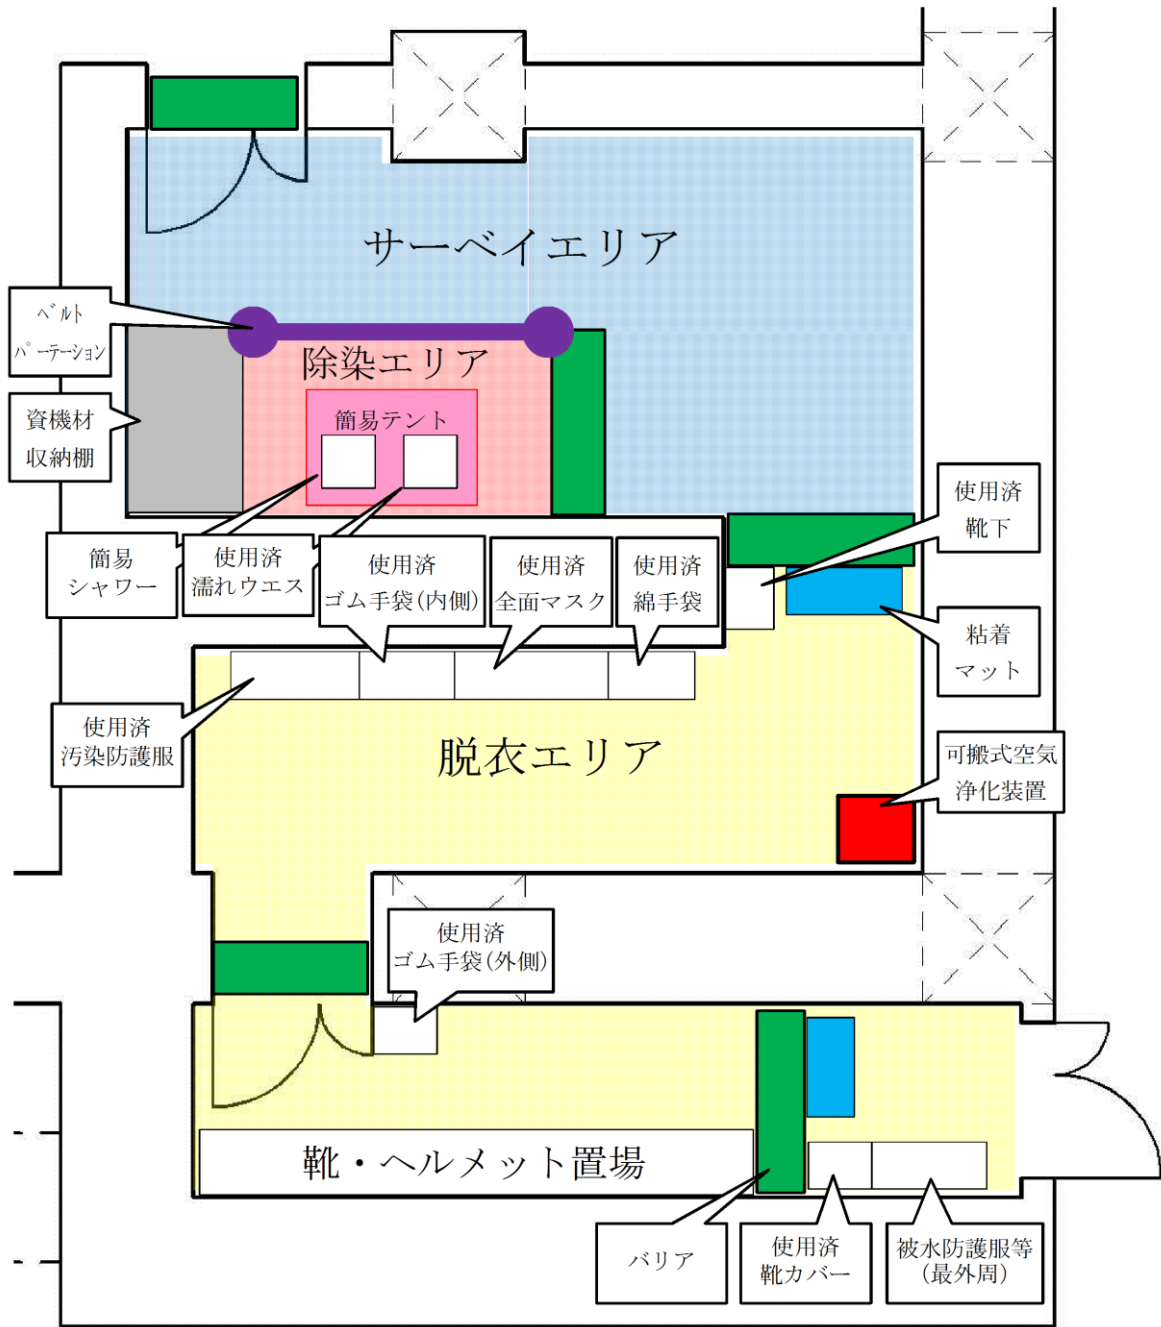 サーベイエリア
ベルト
パーテーション
除染エリア
簡易テント
資機材
収納棚
使用済
靴下
簡易
シャワー
使用済
濡れウエス
使用済
ゴム手袋(内側)
使用済
全面マスク
使用済
綿手袋
粘着
マット
使用済
汚染防護服
脱衣エリア
可搬式空気
浄化装置
使用済
ゴム手袋(外側)
靴・ヘルメット置場
バリア
使用済
靴カバー
被水防護服等
(最外周)